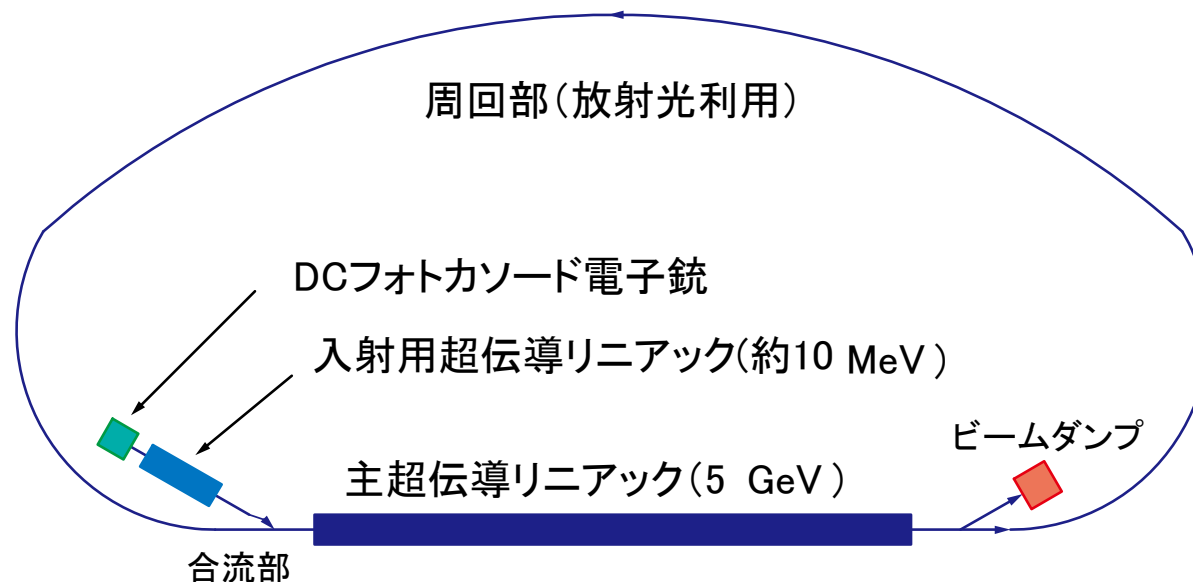 周回部（放射光利用）
DCフォトカソード電子銃
入射用超伝導リニアック(約10 MeV )
ビームダンプ
主超伝導リニアック（5 GeV ）
合流部